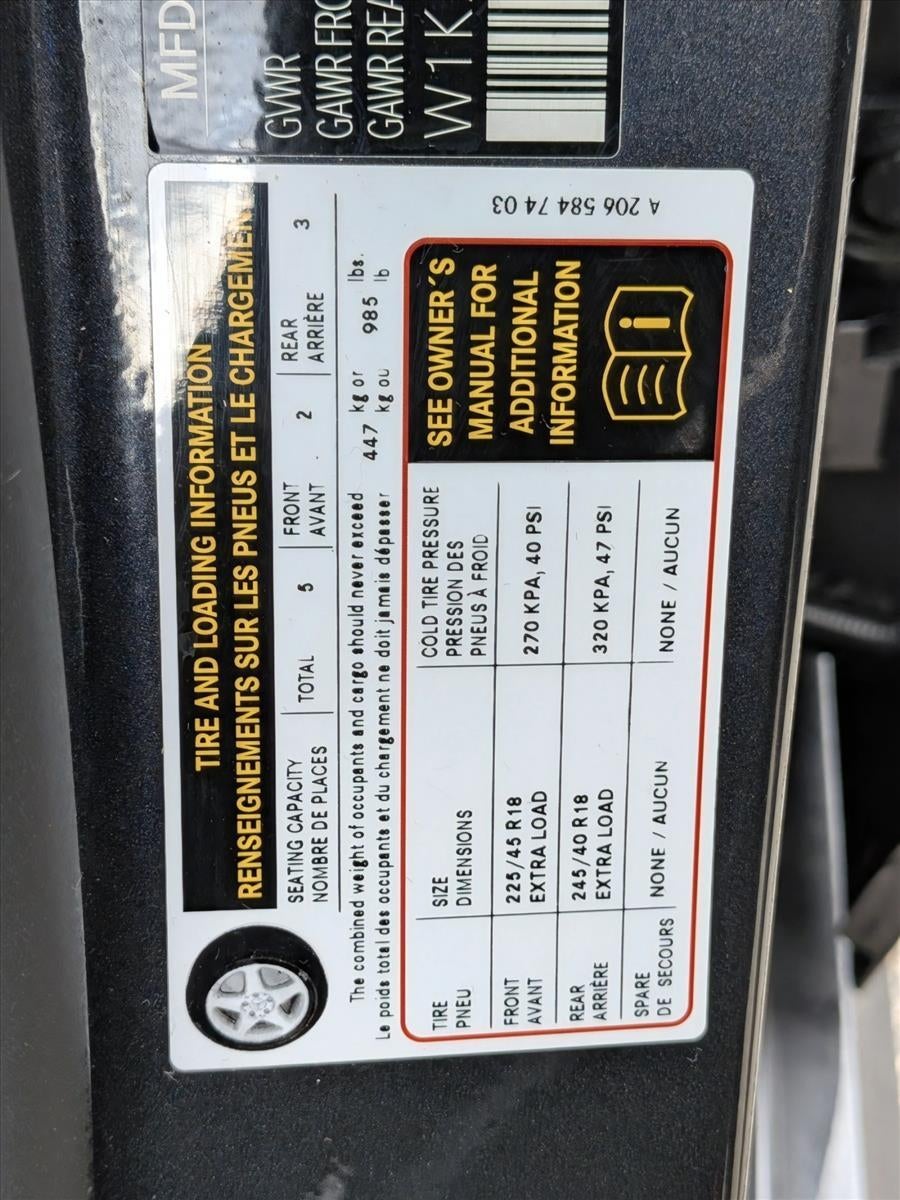 MFD
GVWR
GAWR FRO
GAWR REA
W1K
TIRE AND LOADING INFORMATION
RENSEIGNEMENTS SUR LES PNEUS ET LE CHARGEMEN
SEATING CAPACITY TOTAL 5 FRONT 2 REAR 3
NOMBRE DE PLACES AVANT ARRIÈRE
The combined weight of occupants and cargo should never exceed 447 kg or 985 lbs.
Le poids total des occupants et du chargement ne doit jamais dépasser kg ou lb
TIRE SIZE COLD TIRE PRESSURE
PNEU DIMENSIONS PRESSION DES
PNEUS À FROID
FRONT 225/45 R18 270 KPA, 40 PSI
AVANT EXTRA LOAD
REAR 245/40 R18 320 KPA, 47 PSI
ARRIÈRE EXTRA LOAD
SPARE NONE / AUCUN NONE / AUCUN
DE SECOURS
SEE OWNER´S
MANUAL FOR
ADDITIONAL
INFORMATION
A 206 584 74 03